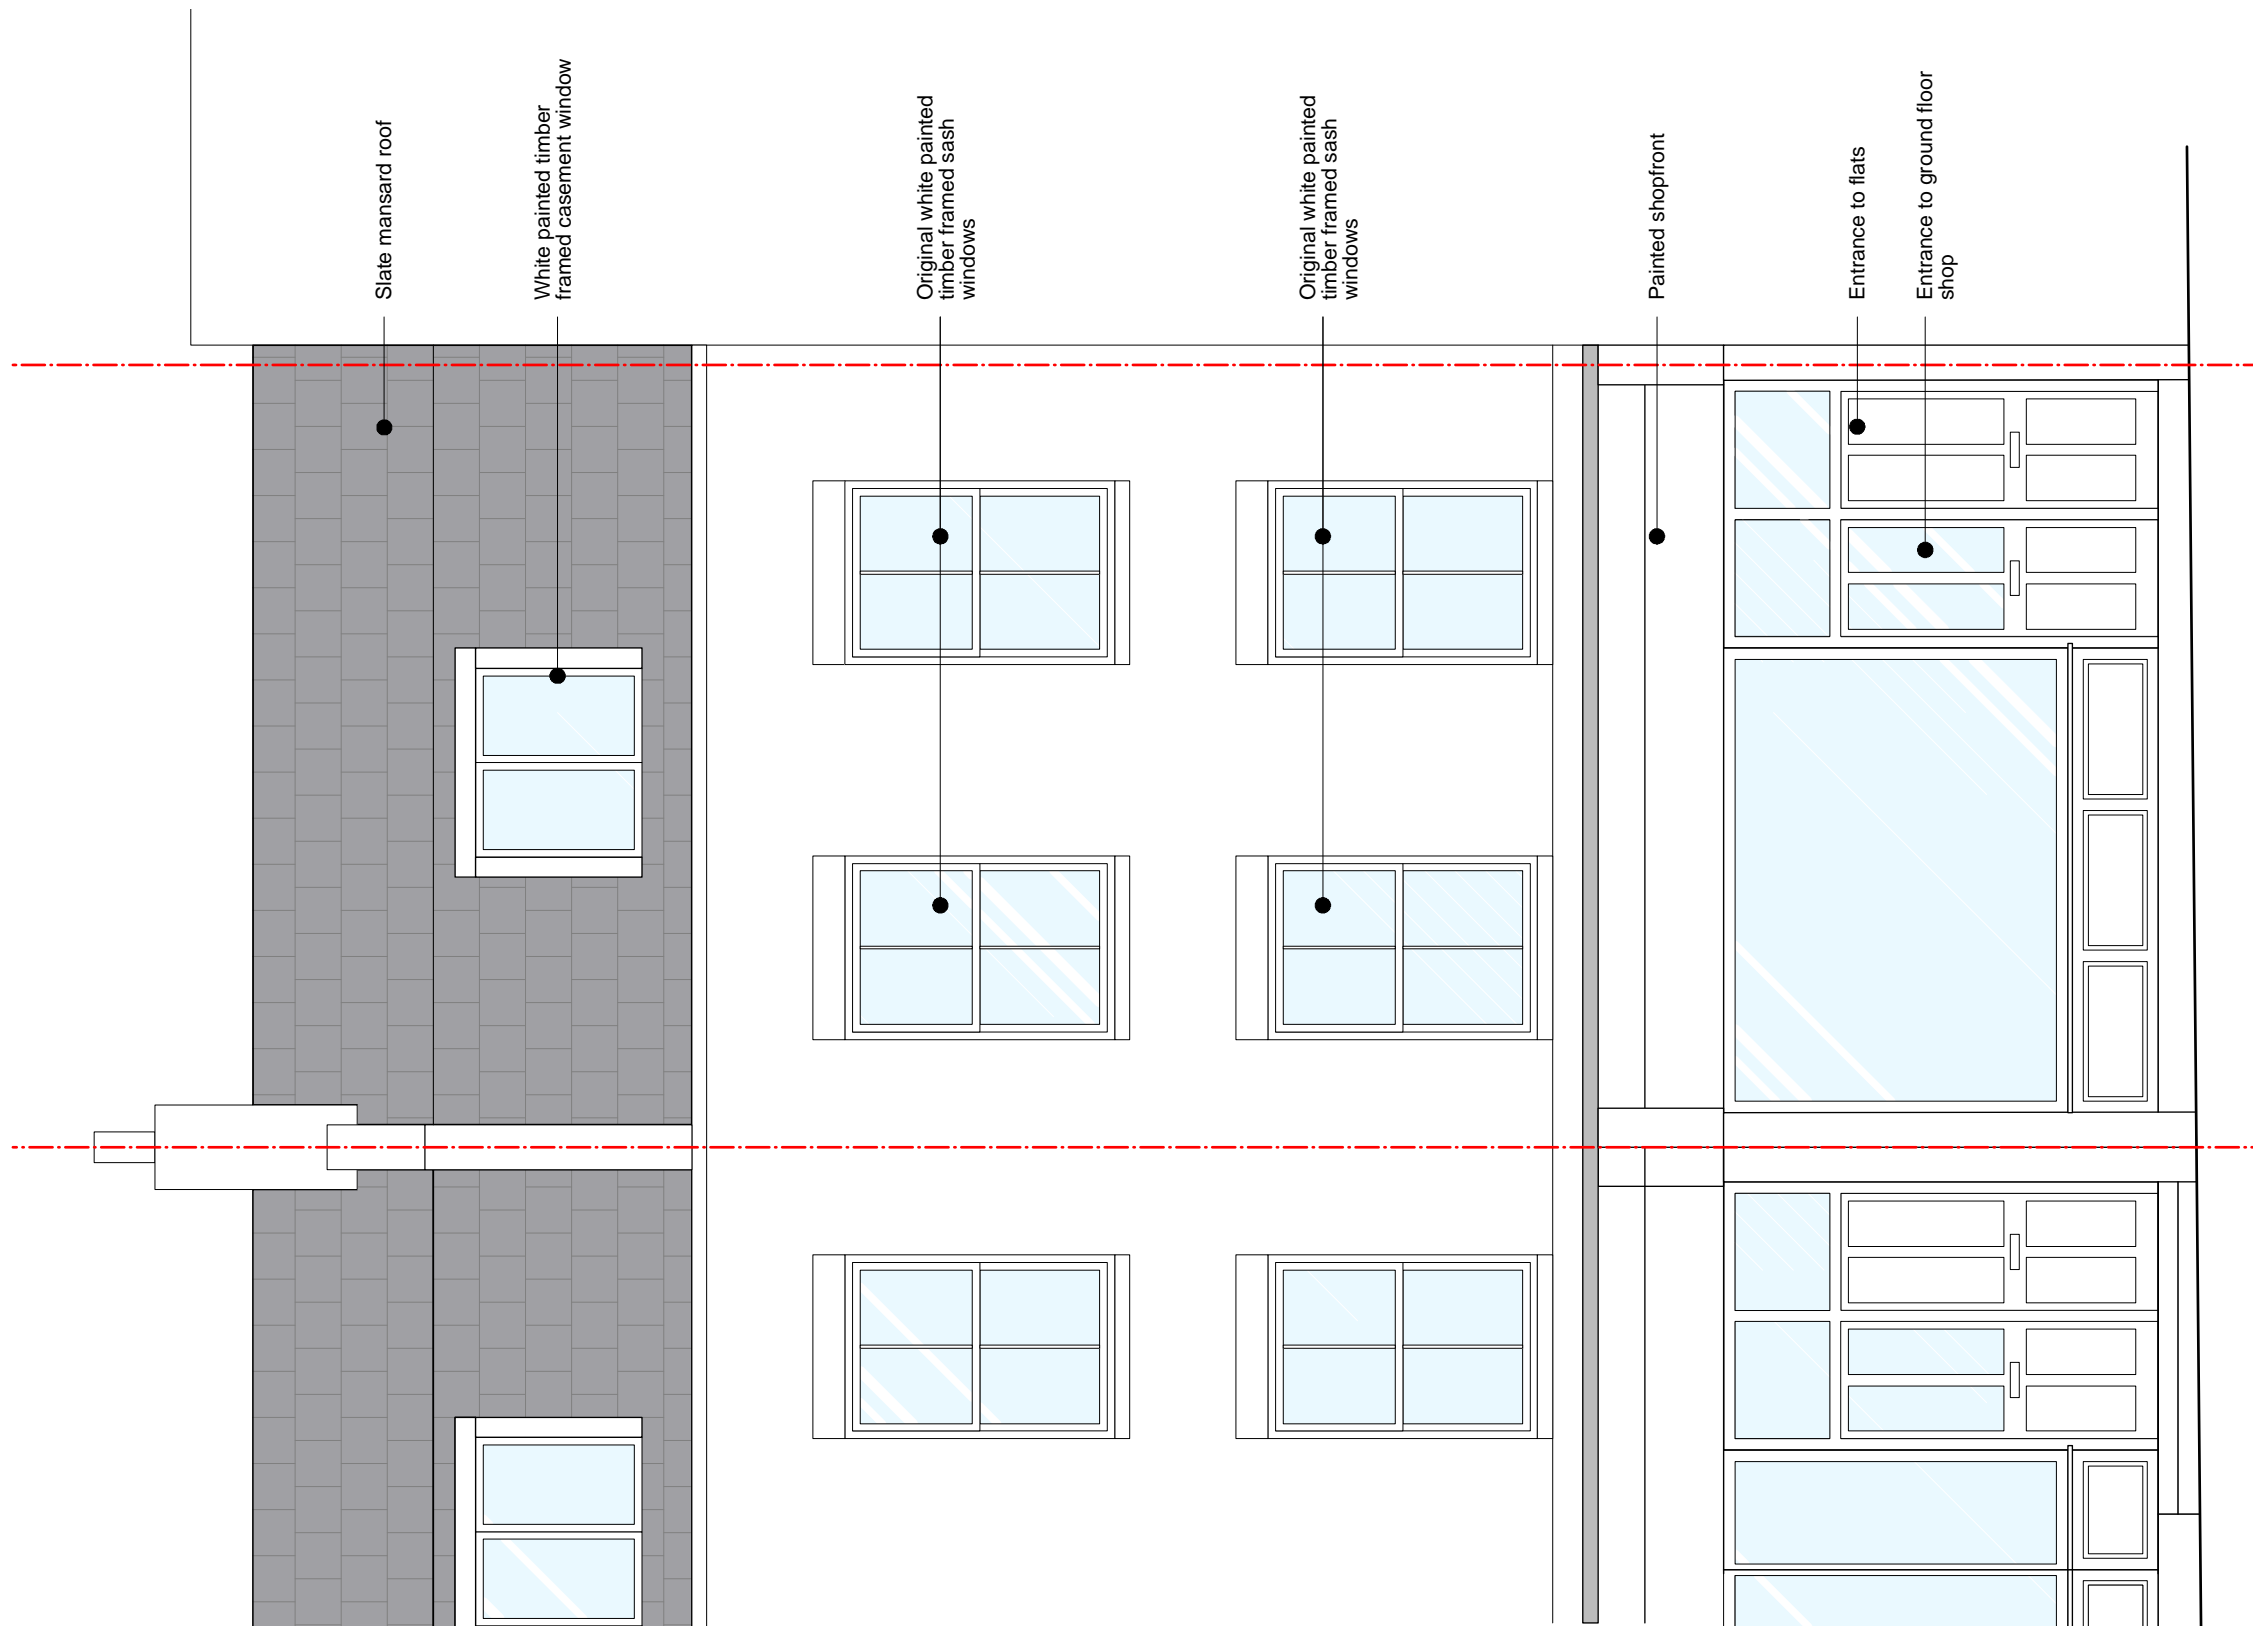 Slate mansard roof
White painted timber
framed casement window
Original white painted
timber framed sash
windows
Original white painted
timber framed sash
windows
Painted shopfront
Entrance to flats
Entrance to ground floor
shop